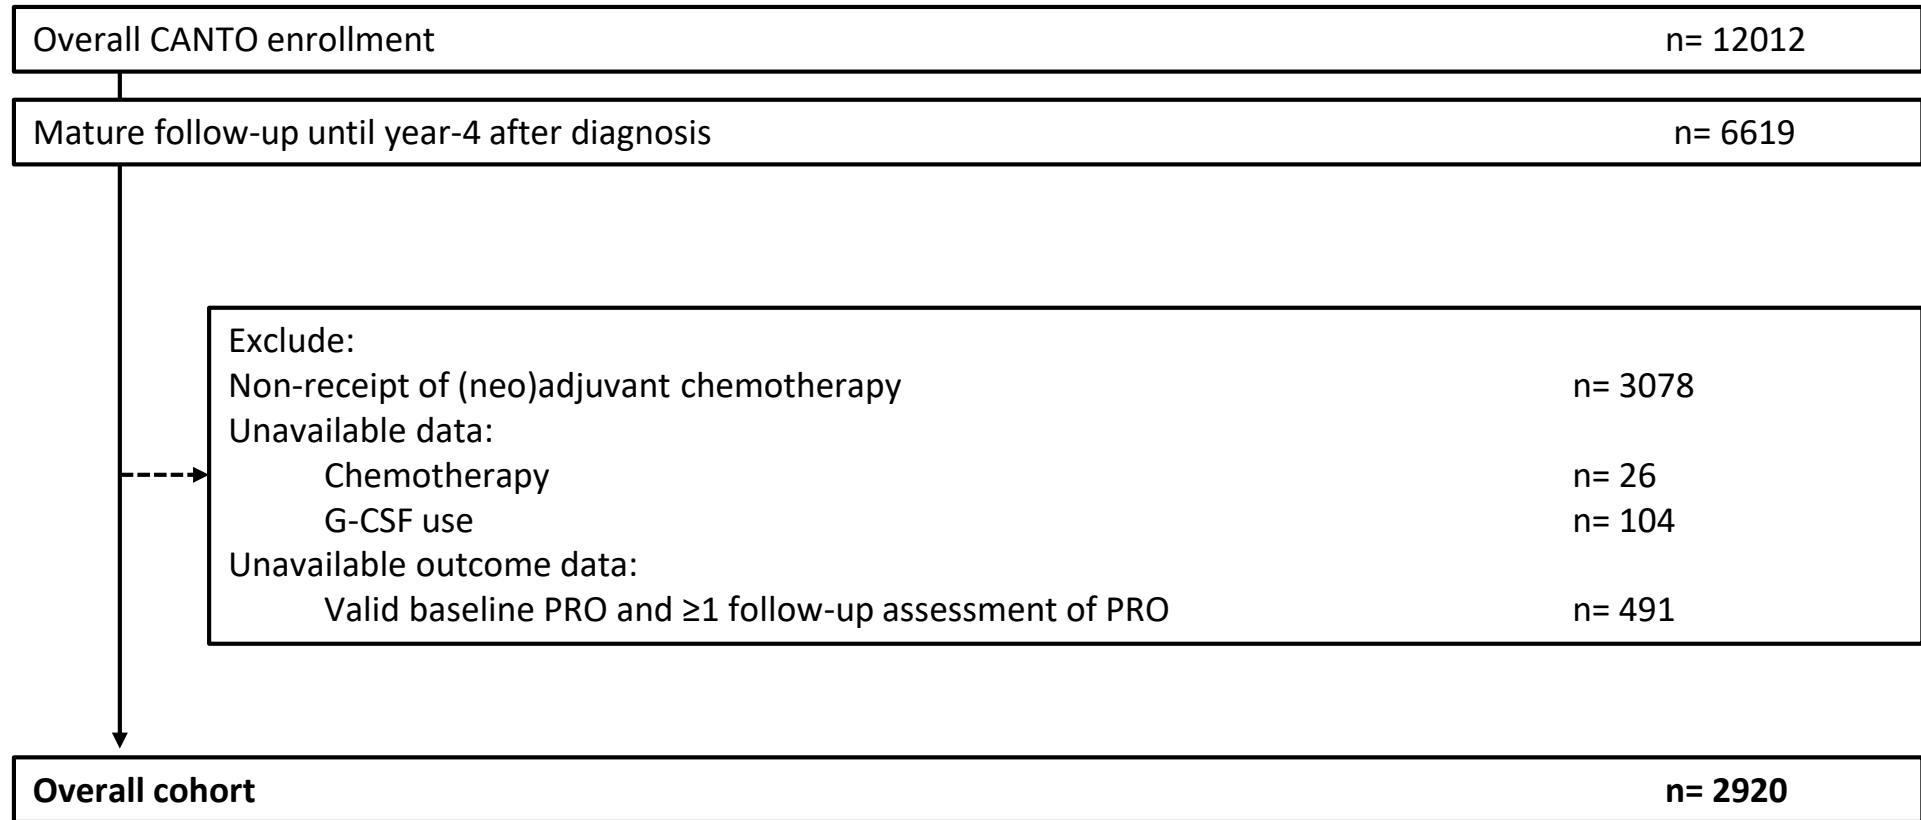 Overall CANTO enrollment n= 12012
Mature follow-up until year-4 after diagnosis n= 6619
Exclude:
Non-receipt of (neo)adjuvant chemotherapy n= 3078
Unavailable data:
Chemotherapy n= 26
G-CSF use n= 104
Unavailable outcome data:
Valid baseline PRO and ≥1 follow-up assessment of PRO n= 491
Overall cohort n= 2920